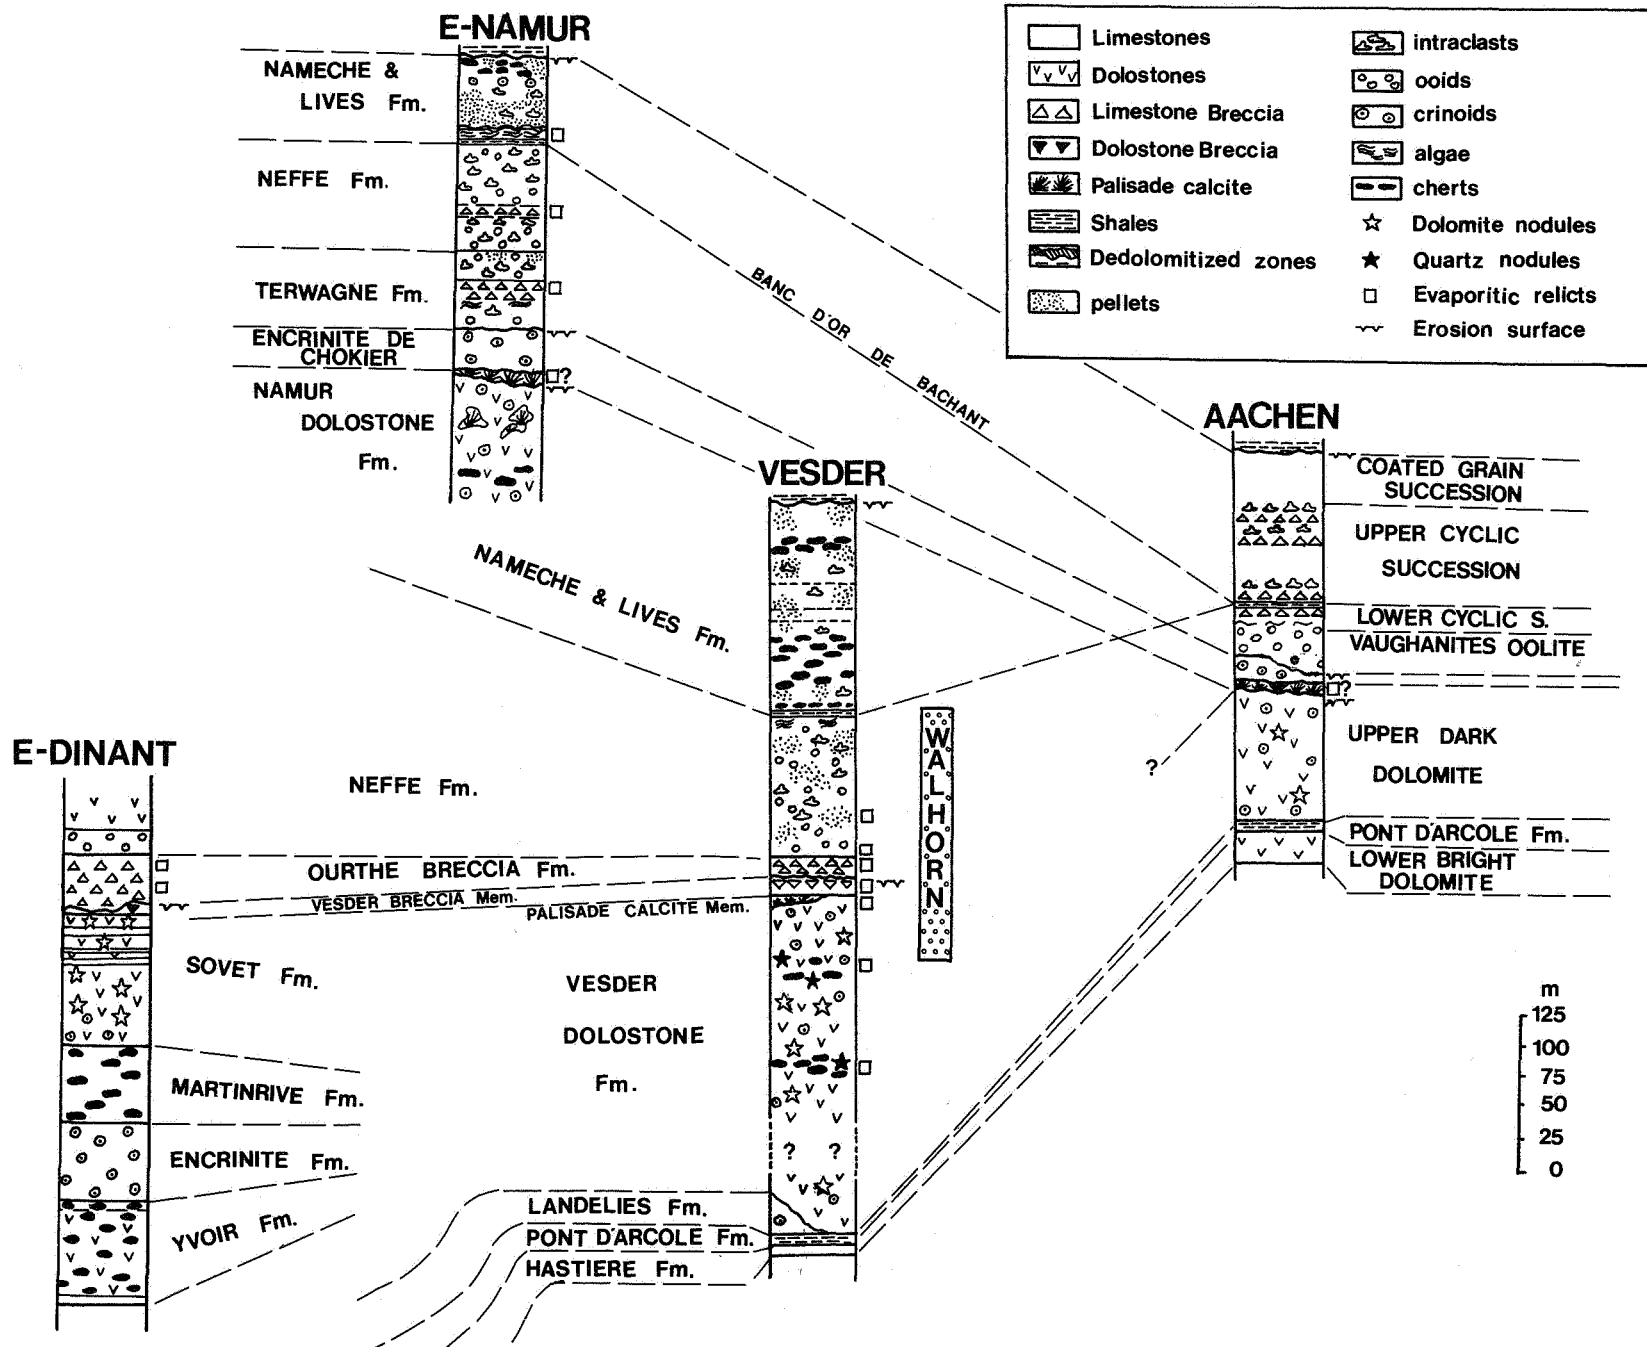 E-NAMUR
NAMECHE &
LIVES Fm.
NEFFE Fm.
TERWAGNE Fm.
ENCRINITE DE
CHOKIER
NAMUR
DOLOSTONE
Fm.
?
BANC D'OR DE BACHANT
Limestones
Dolostones
Limestone Breccia
Dolostone Breccia
Palisade calcite
Shales
Dedolomitized zones
pellets
intraclasts
ooids
crinoids
algae
cherts
Dolomite nodules
Quartz nodules
Evaporitic relicts
Erosion surface
AACHEN
COATED GRAIN
SUCCESSION
UPPER CYCLIC
SUCCESSION
LOWER CYCLIC S.
VAUGHANITES OOLITE
?
UPPER DARK
DOLOMITE
PONT D'ARCOLE Fm.
LOWER BRIGHT
DOLOMITE
?
VESDER
NAMECHE & LIVES Fm.
WALHORN
E-DINANT
NEFFE Fm.
OURTHE BRECCIA Fm.
VESDER BRECCIA Mem.
PALISADE CALCITE Mem.
SOVET Fm.
VESDER
DOLOSTONE
Fm.
MARTINRIVE Fm.
ENCRINITE Fm.
YVOIR Fm.
? ?
LANDELIES Fm.
PONT D'ARCOLE Fm.
HASTIERE Fm.
m
125
100
75
50
25
0